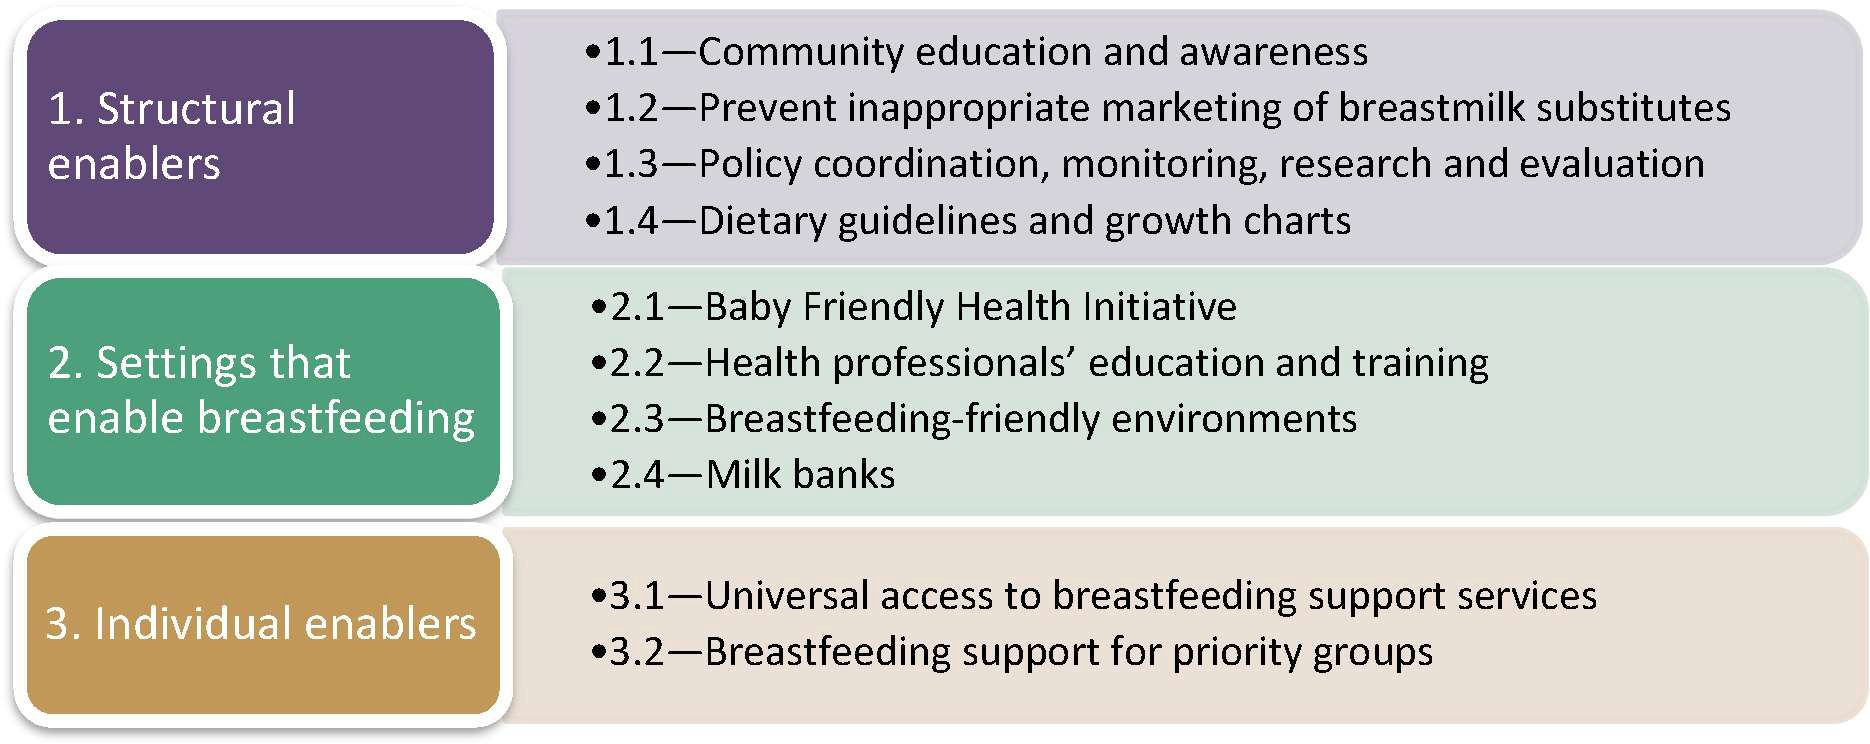 1. Structural
enablers
•1.1—Community education and awareness
•1.2—Prevent inappropriate marketing of breastmilk substitutes
•1.3—Policy coordination, monitoring, research and evaluation
•1.4—Dietary guidelines and growth charts
2. Settings that
enable breastfeeding
•2.1—Baby Friendly Health Initiative
•2.2—Health professionals’ education and training
•2.3—Breastfeeding-friendly environments
•2.4—Milk banks
3. Individual enablers
•3.1—Universal access to breastfeeding support services
•3.2—Breastfeeding support for priority groups